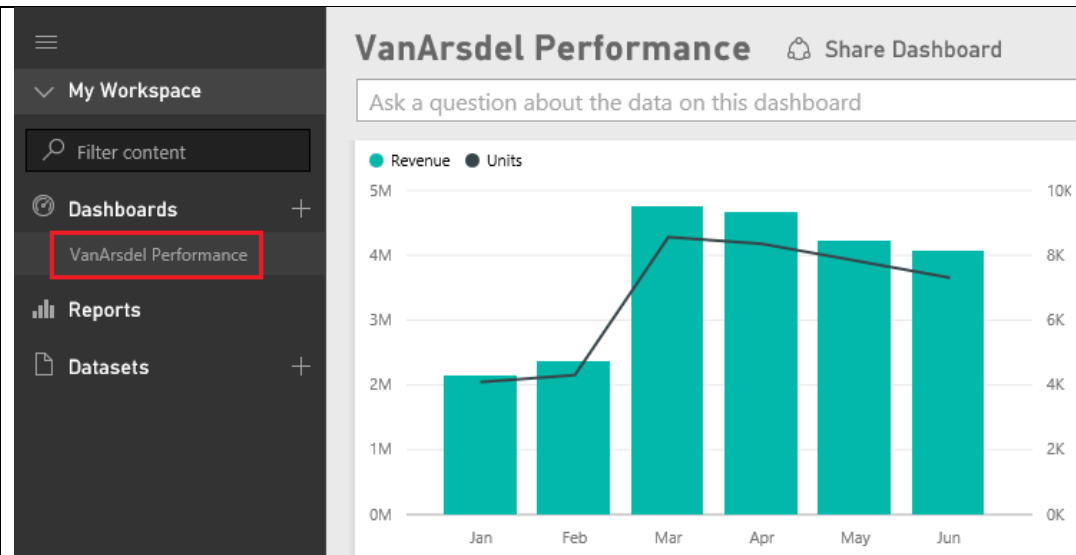 My Workspace
Filter content
Dashboards
VanArsdel Performance
Reports
Datasets
VanArsdel Performance Share Dashboard
Ask a question about the data on this dashboard
Revenue Units
5M 10K
4M 8K
3M 6K
2M 4K
1M 2K
0M 0K
Jan Feb Mar Apr May Jun